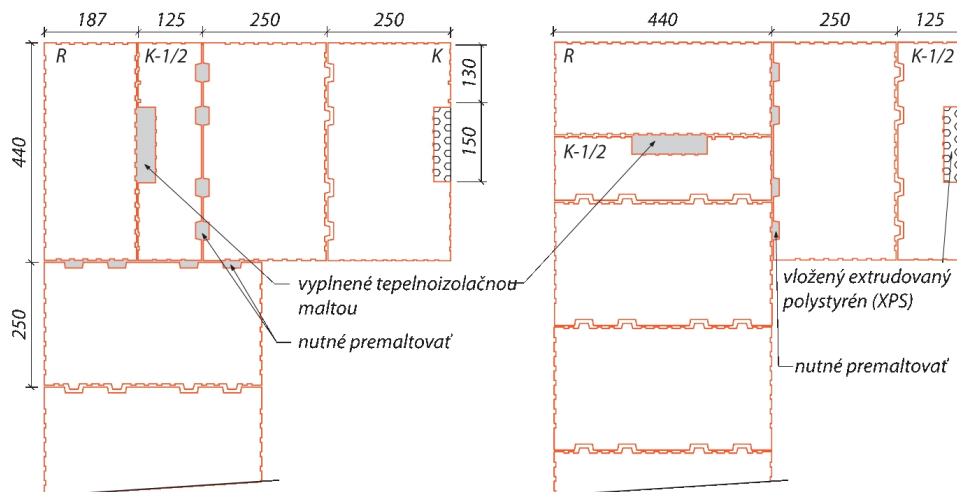 187 125 250 250
R K-1/2 K
130
150
440
250
vyplnené tepelnoizolačnou
maltou
nutné premaltovať
440 250 125
R K-1/2
K-1/2
vložený extrudovaný
polystyrén (XPS)
nutné premaltovať